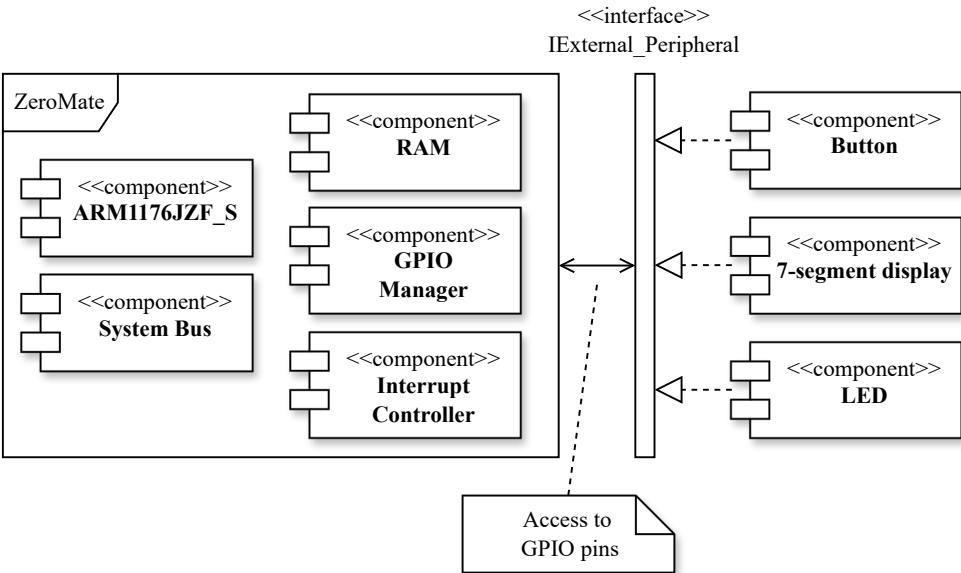 <<interface>>
IExternal_Peripheral
ZeroMate
<<component>>
ARM1176JZF_S
<<component>>
System Bus
<<component>>
RAM
<<component>>
GPIO
Manager
<<component>>
Interrupt
Controller
<<component>>
Button
<<component>>
7-segment display
<<component>>
LED
Access to
GPIO pins